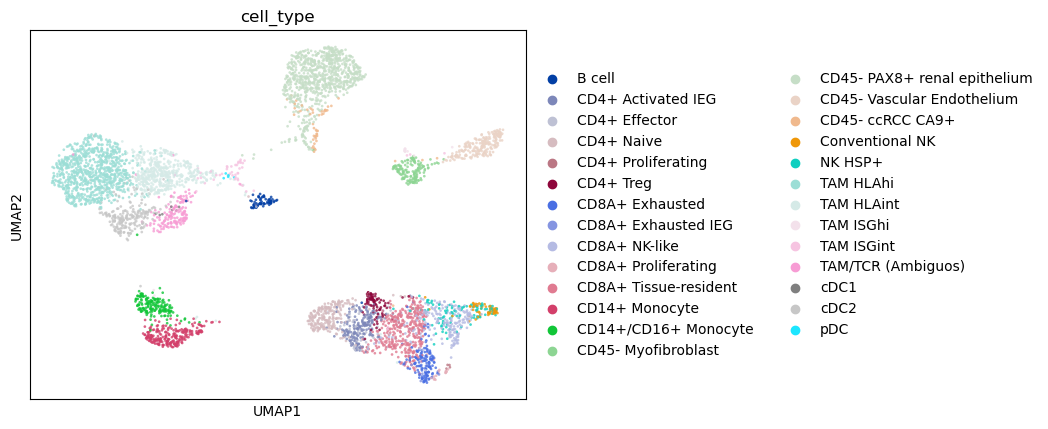 cell_type
UMAP2
UMAP1
B cell
CD4+ Activated IEG
CD4+ Effector
CD4+ Naive
CD4+ Proliferating
CD4+ Treg
CD8A+ Exhausted
CD8A+ Exhausted IEG
CD8A+ NK-like
CD8A+ Proliferating
CD8A+ Tissue-resident
CD14+ Monocyte
CD14+/CD16+ Monocyte
CD45- Myofibroblast
CD45- PAX8+ renal epithelium
CD45- Vascular Endothelium
CD45- ccRCC CA9+
Conventional NK
NK HSP+
TAM HLAhi
TAM HLAint
TAM ISGhi
TAM ISGint
TAM/TCR (Ambiguos)
cDC1
cDC2
pDC